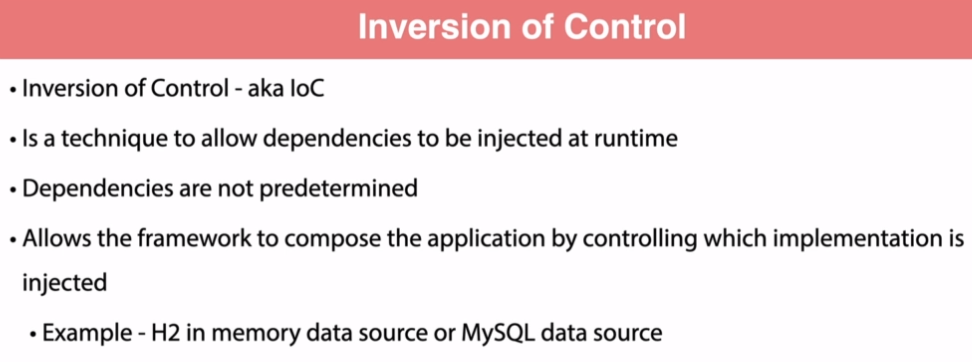 Inversion of Control
• Inversion of Control - aka IoC
• Is a technique to allow dependencies to be injected at runtime
• Dependencies are not predetermined
• Allows the framework to compose the application by controlling which implementation is
injected
• Example - H2 in memory data source or MySQL data source